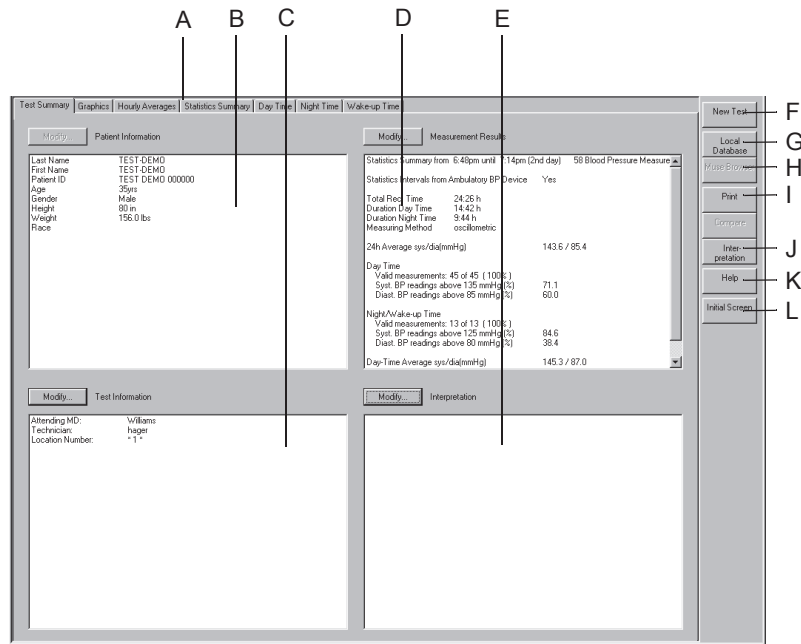 A B C D E
Test Summary Graphics Hourly Averages Statistics Summary Day Time Night Time Wake-up Time
Modify... Patient Information
Last Name TEST-DEMO
First Name TEST-DEMO
Patient ID TEST DEMO 000000
Age 35yrs
Gender Male
Height 80 in
Weight 156.0 lbs
Race
Modify... Measurement Results
Statistics Summary from 6:48pm until 7:14pm (2nd day) 58 Blood Pressure Measure
Statistics Intervals from Ambulatory BP Device Yes
Total Rec. Time 24:26 h
Duration Day Time 14:42 h
Duration Night Time 9:44 h
Measuring Method oscillometric
24h Average sys/dia(mmHg) 143.6 / 85.4
Day Time
Valid measurements: 45 of 45 ( 100% )
Syst. BP readings above 135 mmHg (%) 71.1
Diast. BP readings above 85 mmHg (%) 60.0
Night/Wake-up Time
Valid measurements: 13 of 13 ( 100% )
Syst. BP readings above 125 mmHg (%) 84.6
Diast. BP readings above 80 mmHg (%) 38.4
Day-Time Average sys/dia(mmHg) 145.3 / 87.0
Modify... Test Information
Attending MD: Williams
Technician: hager
Location Number: " 1 "
Modify... Interpretation
New Test F
Local G
Database
Muse Browse H
Print I
Compare
Inter- J
pretation
Help K
Initial Screen L